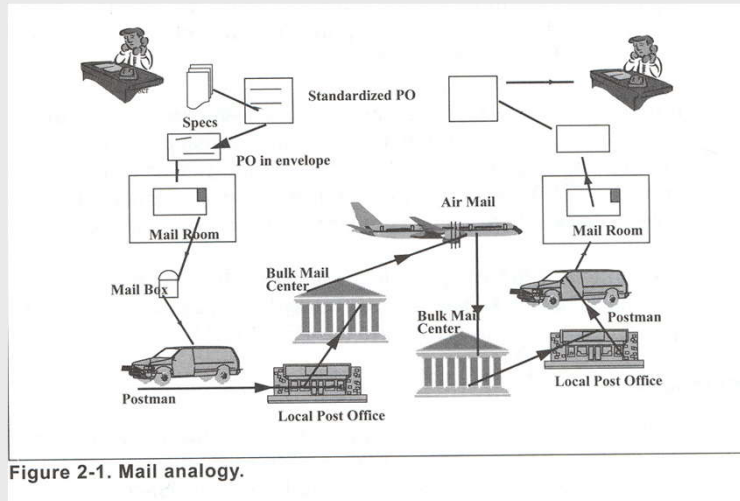 Specs
Standardized PO
PO in envelope
Mail Room
Mail Box
Postman
Local Post Office
Bulk Mail
Center
Air Mail
Bulk Mail
Center
Local Post Office
Postman
Mail Room
Figure 2-1. Mail analogy.